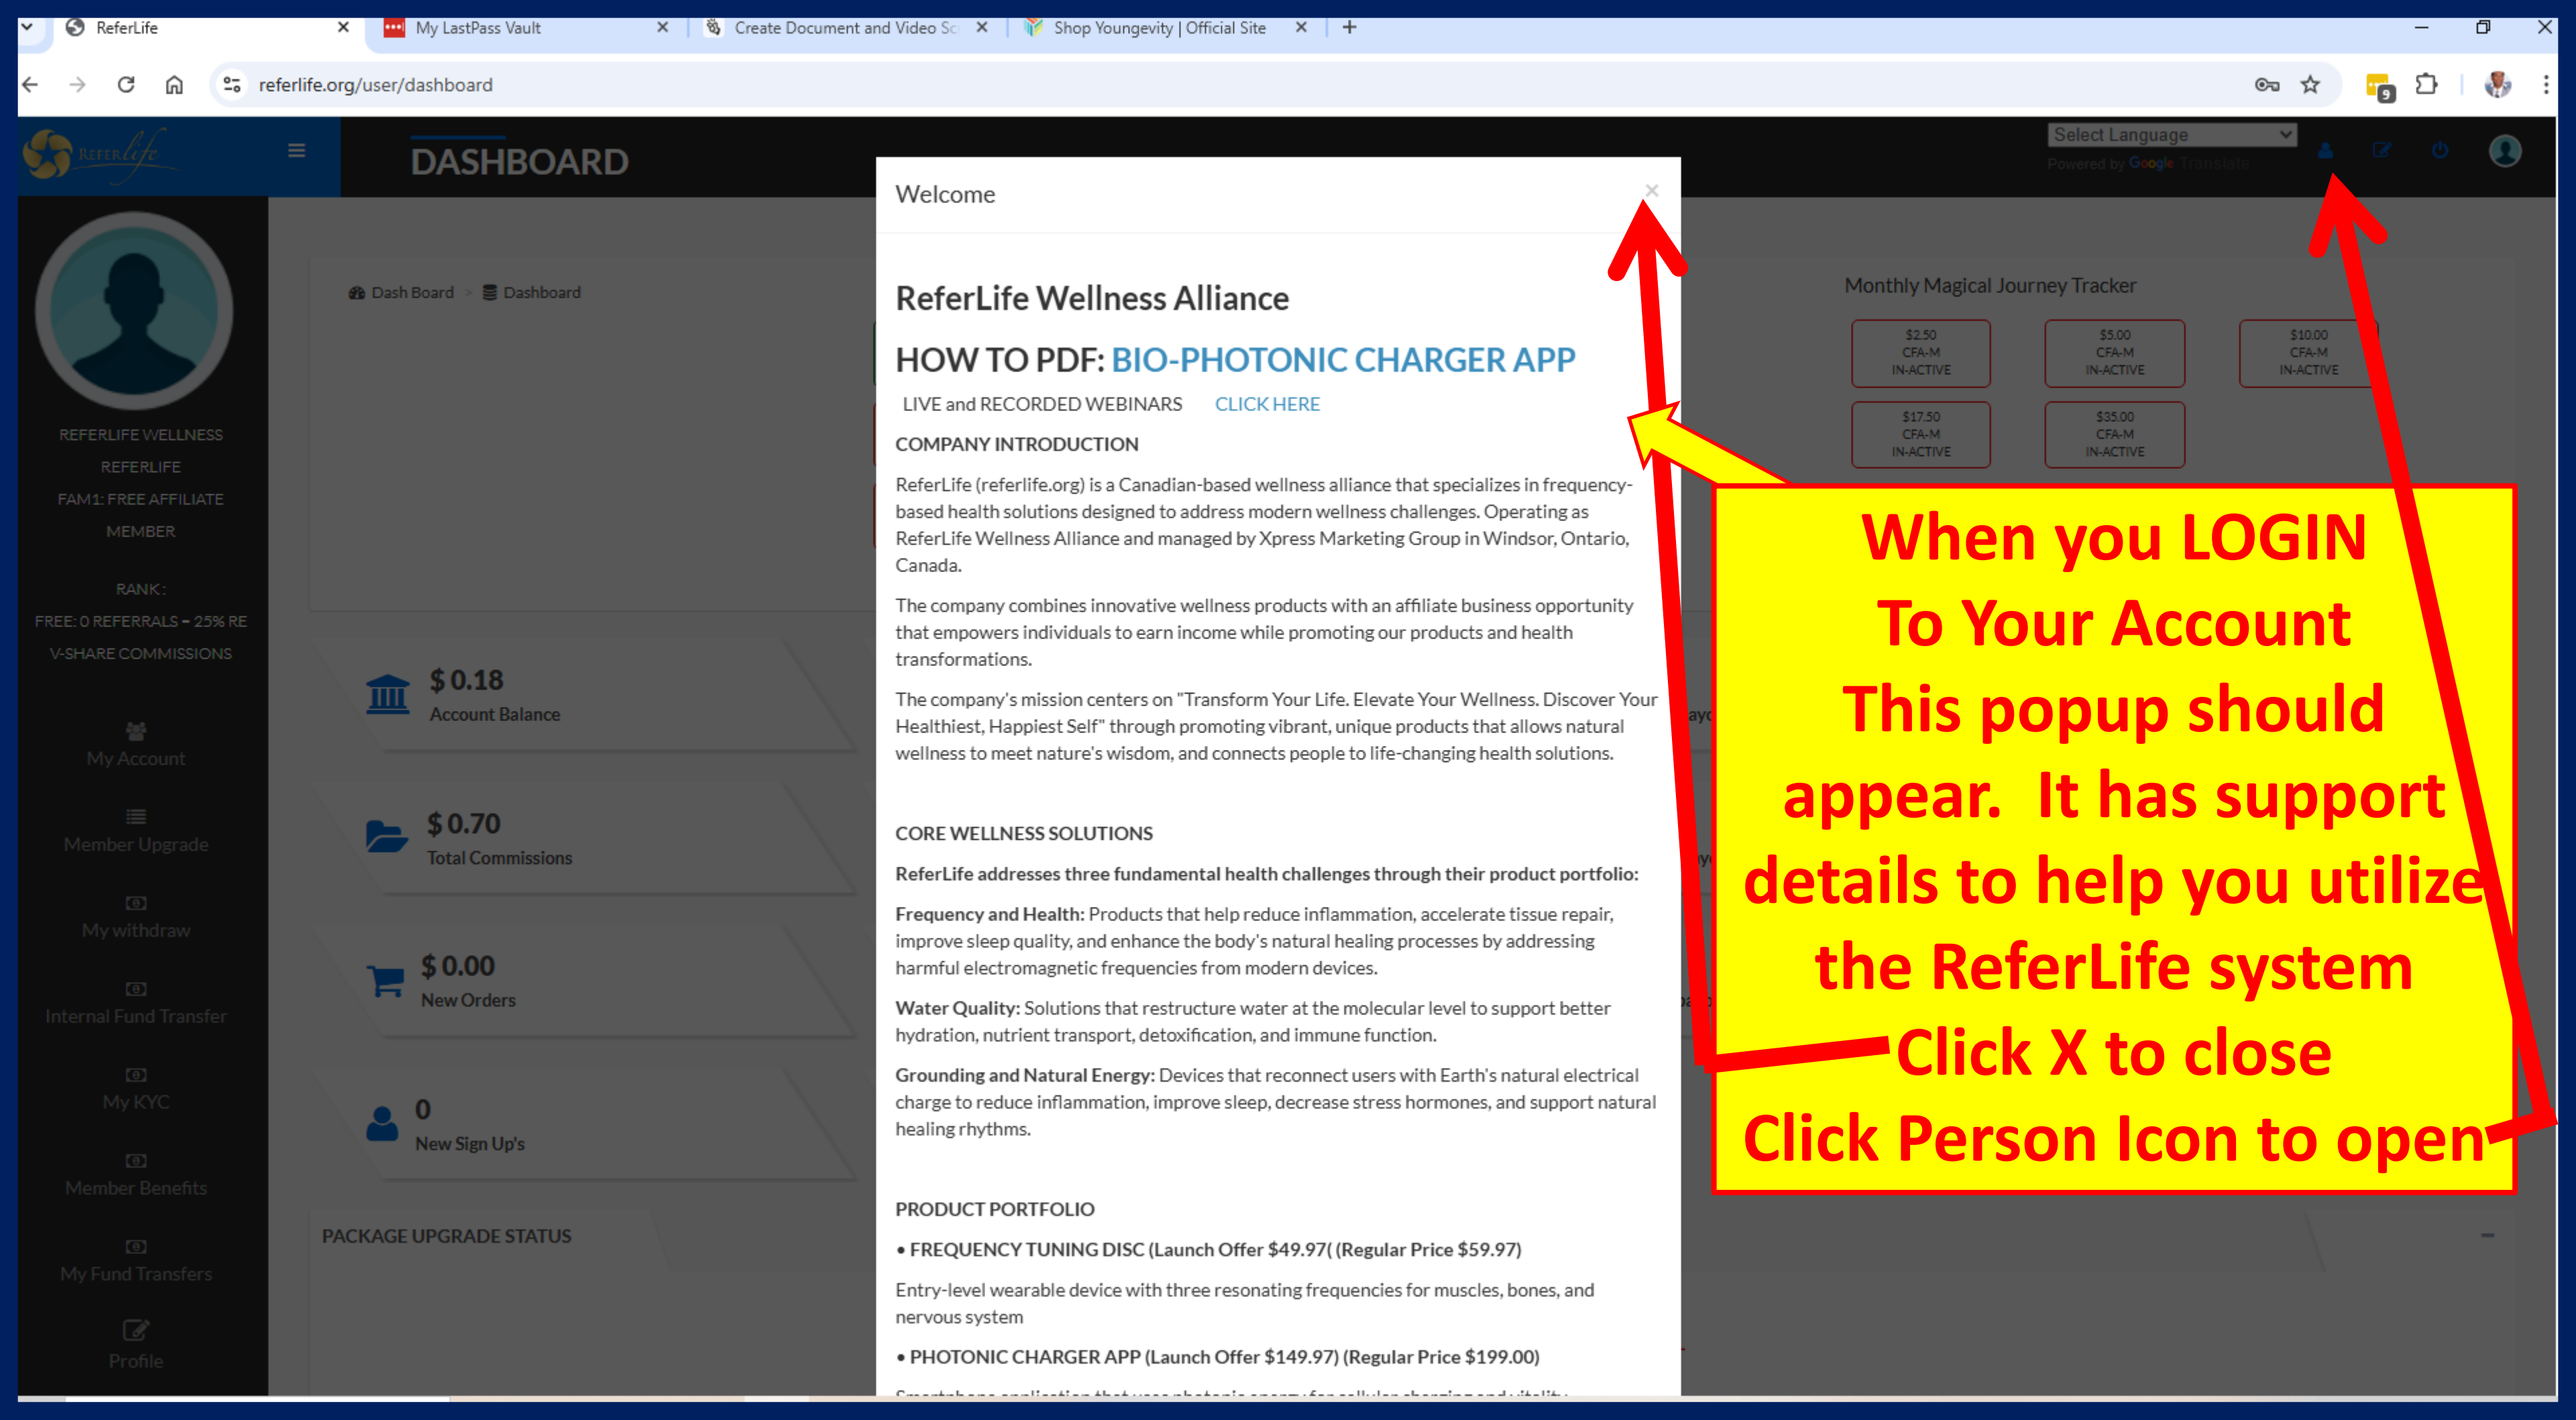 ReferLife
My LastPass Vault
Create Document and Video Sc
Shop Youngevity | Official Site
referlife.org/user/dashboard
9
REFERlife
DASHBOARD
Select Language
Powered by Google Translate
Welcome
×
REFERLIFE WELLNESS
REFERLIFE
FAM1: FREE AFFILIATE
MEMBER
RANK :
FREE: 0 REFERRALS = 25% RE
V-SHARE COMMISSIONS
My Account
Member Upgrade
My withdraw
Internal Fund Transfer
My KYC
Member Benefits
My Fund Transfers
Profile
Dash Board > Dashboard
$ 0.18
Account Balance
$ 0.70
Total Commissions
$ 0.00
New Orders
0
New Sign Up's
PACKAGE UPGRADE STATUS
ReferLife Wellness Alliance
HOW TO PDF: BIO-PHOTONIC CHARGER APP
LIVE and RECORDED WEBINARS CLICK HERE
COMPANY INTRODUCTION
ReferLife (referlife.org) is a Canadian-based wellness alliance that specializes in frequency-
based health solutions designed to address modern wellness challenges. Operating as
ReferLife Wellness Alliance and managed by Xpress Marketing Group in Windsor, Ontario,
Canada.
The company combines innovative wellness products with an affiliate business opportunity
that empowers individuals to earn income while promoting our products and health
transformations.
The company's mission centers on "Transform Your Life. Elevate Your Wellness. Discover Your
Healthiest, Happiest Self" through promoting vibrant, unique products that allows natural
wellness to meet nature's wisdom, and connects people to life-changing health solutions.
CORE WELLNESS SOLUTIONS
ReferLife addresses three fundamental health challenges through their product portfolio:
Frequency and Health: Products that help reduce inflammation, accelerate tissue repair,
improve sleep quality, and enhance the body's natural healing processes by addressing
harmful electromagnetic frequencies from modern devices.
Water Quality: Solutions that restructure water at the molecular level to support better
hydration, nutrient transport, detoxification, and immune function.
Grounding and Natural Energy: Devices that reconnect users with Earth's natural electrical
charge to reduce inflammation, improve sleep, decrease stress hormones, and support natural
healing rhythms.
PRODUCT PORTFOLIO
• FREQUENCY TUNING DISC (Launch Offer $49.97( (Regular Price $59.97)
Entry-level wearable device with three resonating frequencies for muscles, bones, and
nervous system
• PHOTONIC CHARGER APP (Launch Offer $149.97) (Regular Price $199.00)
Monthly Magical Journey Tracker
$2.50
CFA-M
IN-ACTIVE
$5.00
CFA-M
IN-ACTIVE
$10.00
CFA-M
IN-ACTIVE
$17.50
CFA-M
IN-ACTIVE
$35.00
CFA-M
IN-ACTIVE
When you LOGIN
To Your Account
This popup should
appear. It has support
details to help you utilize
the ReferLife system
Click X to close
Click Person Icon to open